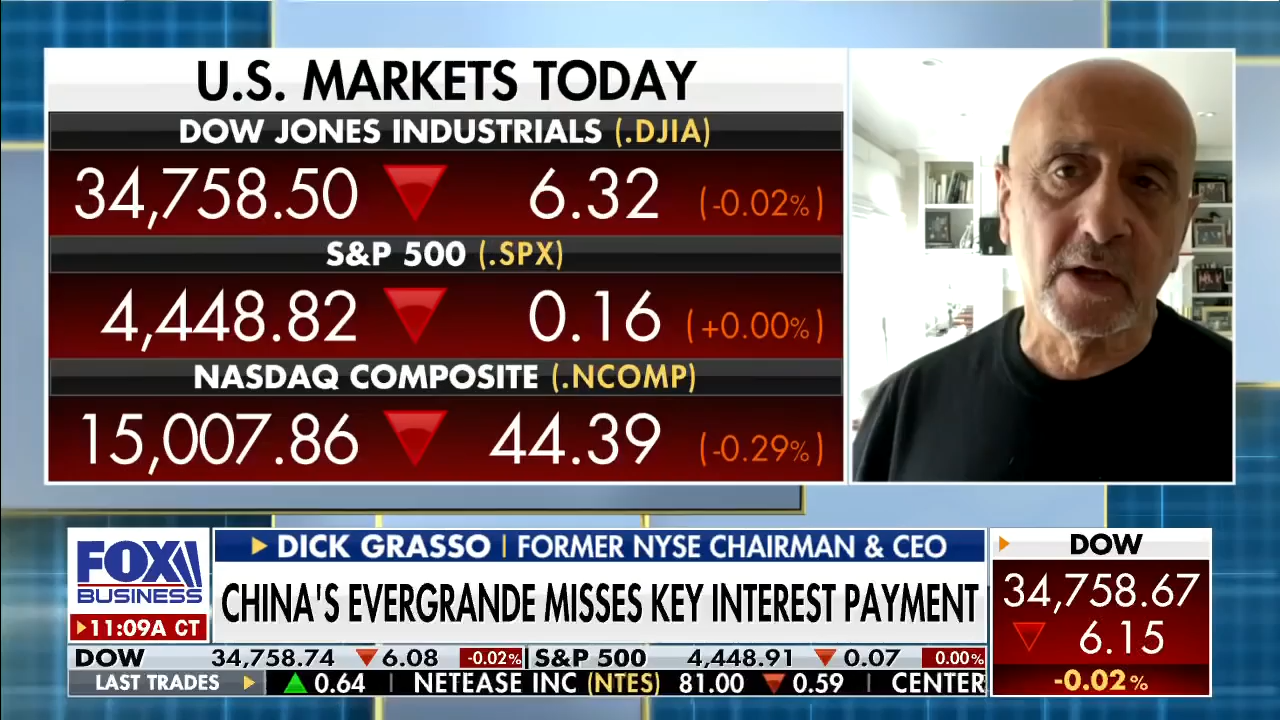 U.S. MARKETS TODAY
DOW JONES INDUSTRIALS (.DJIA)
34,758.50 6.32 (-0.02%)
S&P 500 (.SPX)
4,448.82 0.16 (+0.00%)
NASDAQ COMPOSITE (.NCOMP)
15,007.86 44.39 (-0.29%)
FOX
BUSINESS
11:09A CT
DICK GRASSO | FORMER NYSE CHAIRMAN & CEO
CHINA'S EVERGRANDE MISSES KEY INTEREST PAYMENT
DOW
34,758.67
6.15
-0.02%
DOW 34,758.74 6.08 -0.02% S&P 500 4,448.91 0.07 0.00%
LAST TRADES 0.64 | NETEASE INC (NTES) 81.00 0.59 | CENTER